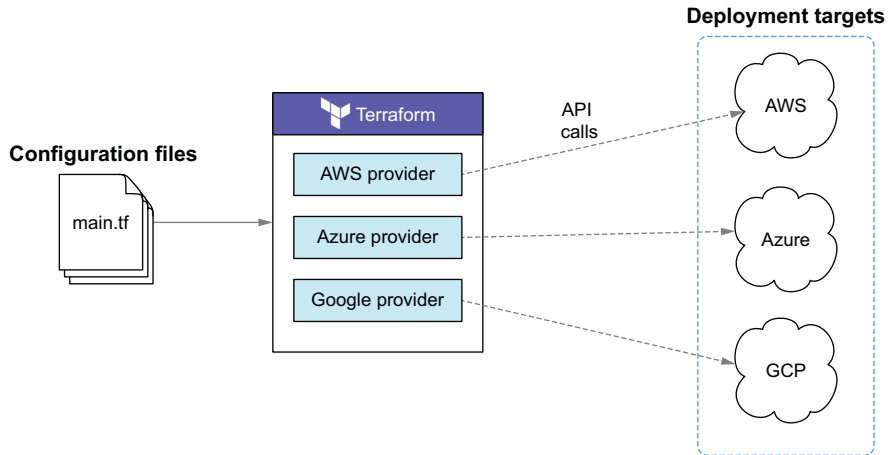 Deployment targets
AWS
Terraform
API
calls
Configuration files
AWS provider
main.tf
Azure provider
Azure
Google provider
GCP